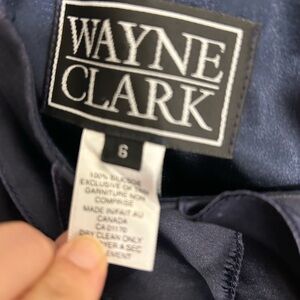 WAYNE
CLARK
6
100% SILK/SOIE
EXCLUSIVE OF TRIM
GARNITURE NON
COMPRISE
MADE IN/FAIT AU
CANADA
CA 01170
DRY CLEAN ONLY
A SEC